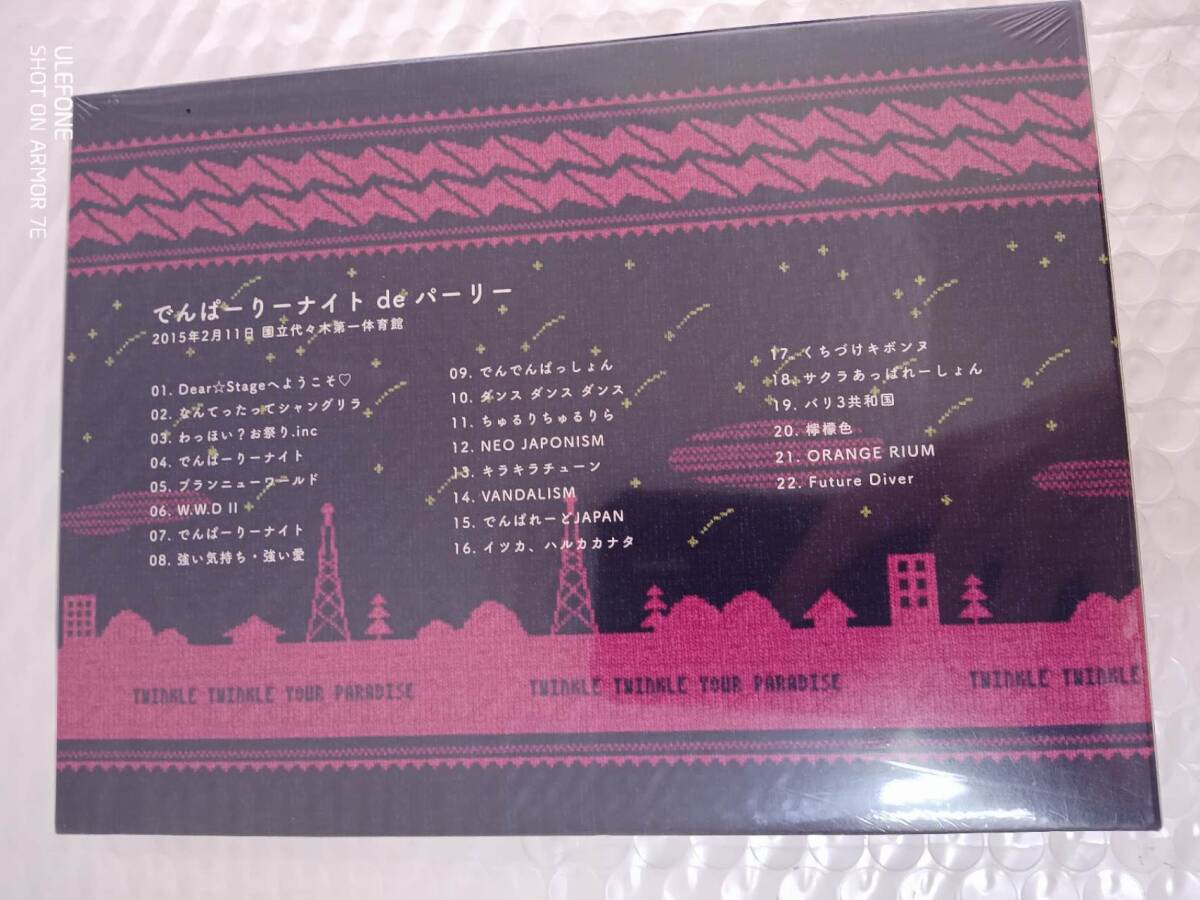 ULEFONE
SHOT ON ARMOR 7E
でんぱーりーナイト de パーリー
2015年2月11日 国立代々木第一体育館
01. Dear☆Stageへようこそ♡
02. なんてったってシャングリラ
03. わっほい？お祭り.inc
04. でんぱーりーナイト
05. ブランニューワールド
06. W.W.D II
07. でんぱーりーナイト
08. 強い気持ち・強い愛
09. でんでんぱっしょん
10. ダンス ダンス ダンス
11. ちゅるりちゅるりら
12. NEO JAPONISM
13. キラキラチューン
14. VANDALISM
15. でんぱれーどJAPAN
16. イツカ、ハルカカナタ
17. くちづけキボンヌ
18. サクラあっぱれーしょん
19. バリ3共和国
20. 檸檬色
21. ORANGE RIUM
22. Future Diver
TWINKLE TWINKLE YOUR PARADISE
TWINKLE TWINKLE YOUR PARADISE
TWINKLE TWINKLE